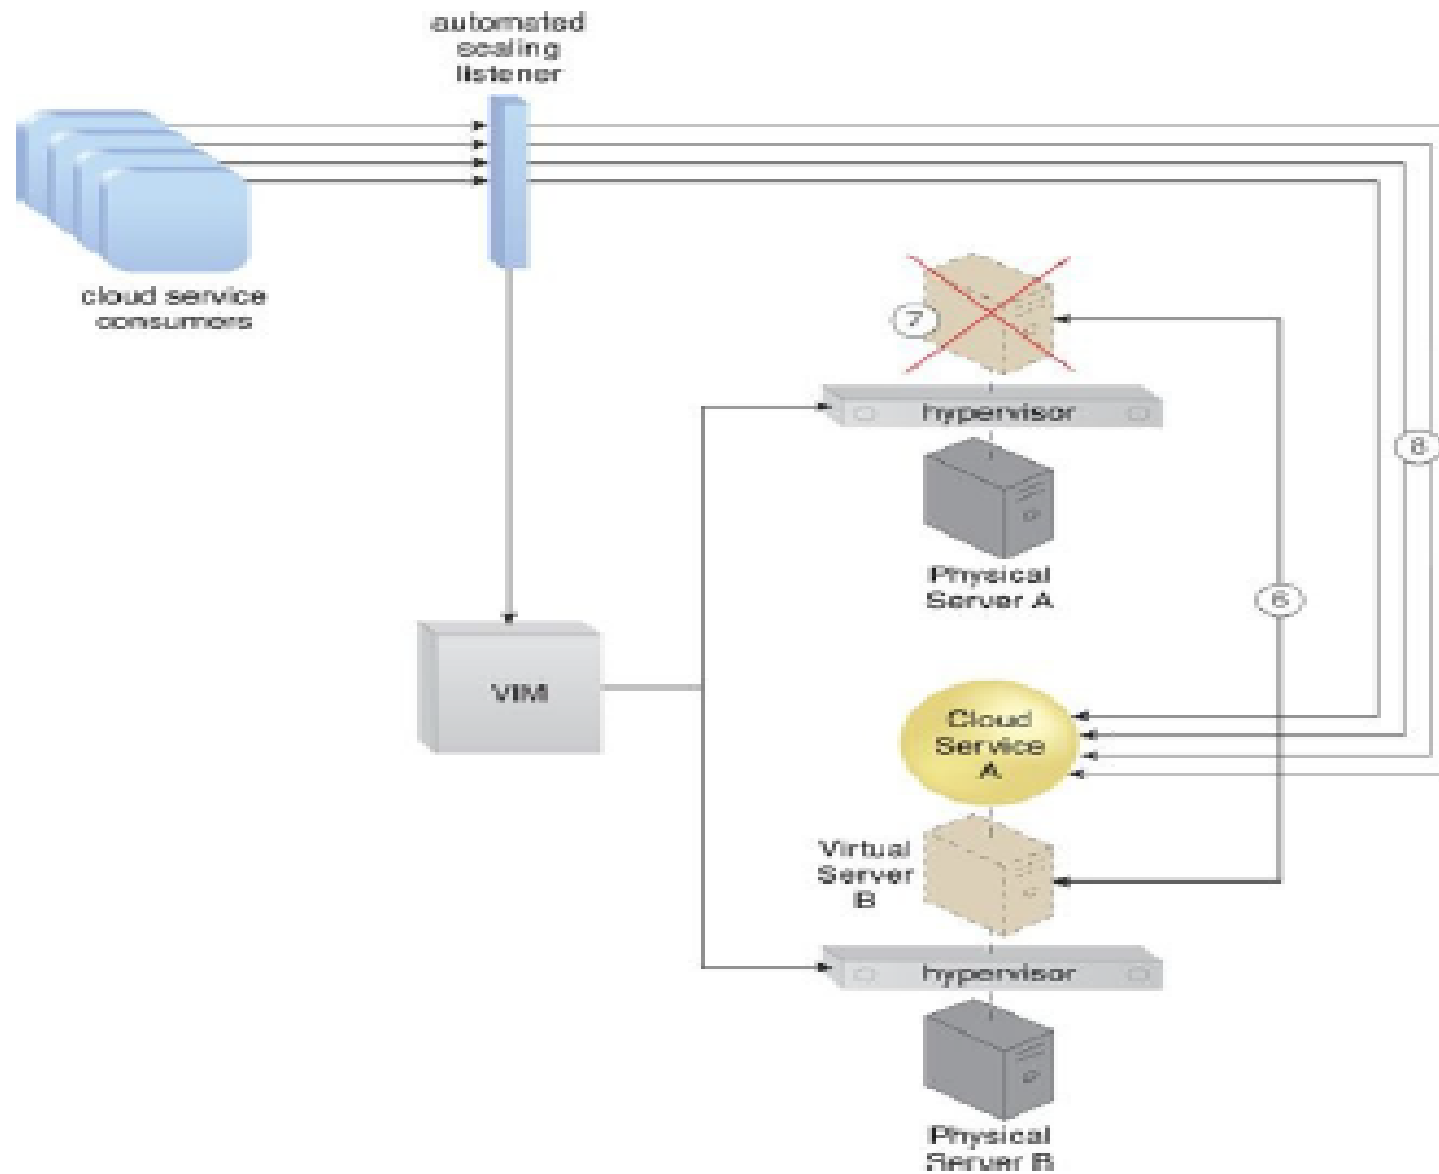 automated
scaling
listener
cloud service
consumers
7
hypervisor
8
Physical
Server A
6
VIM
Cloud
Service
A
Virtual
Server
B
hypervisor
Physical
Server B